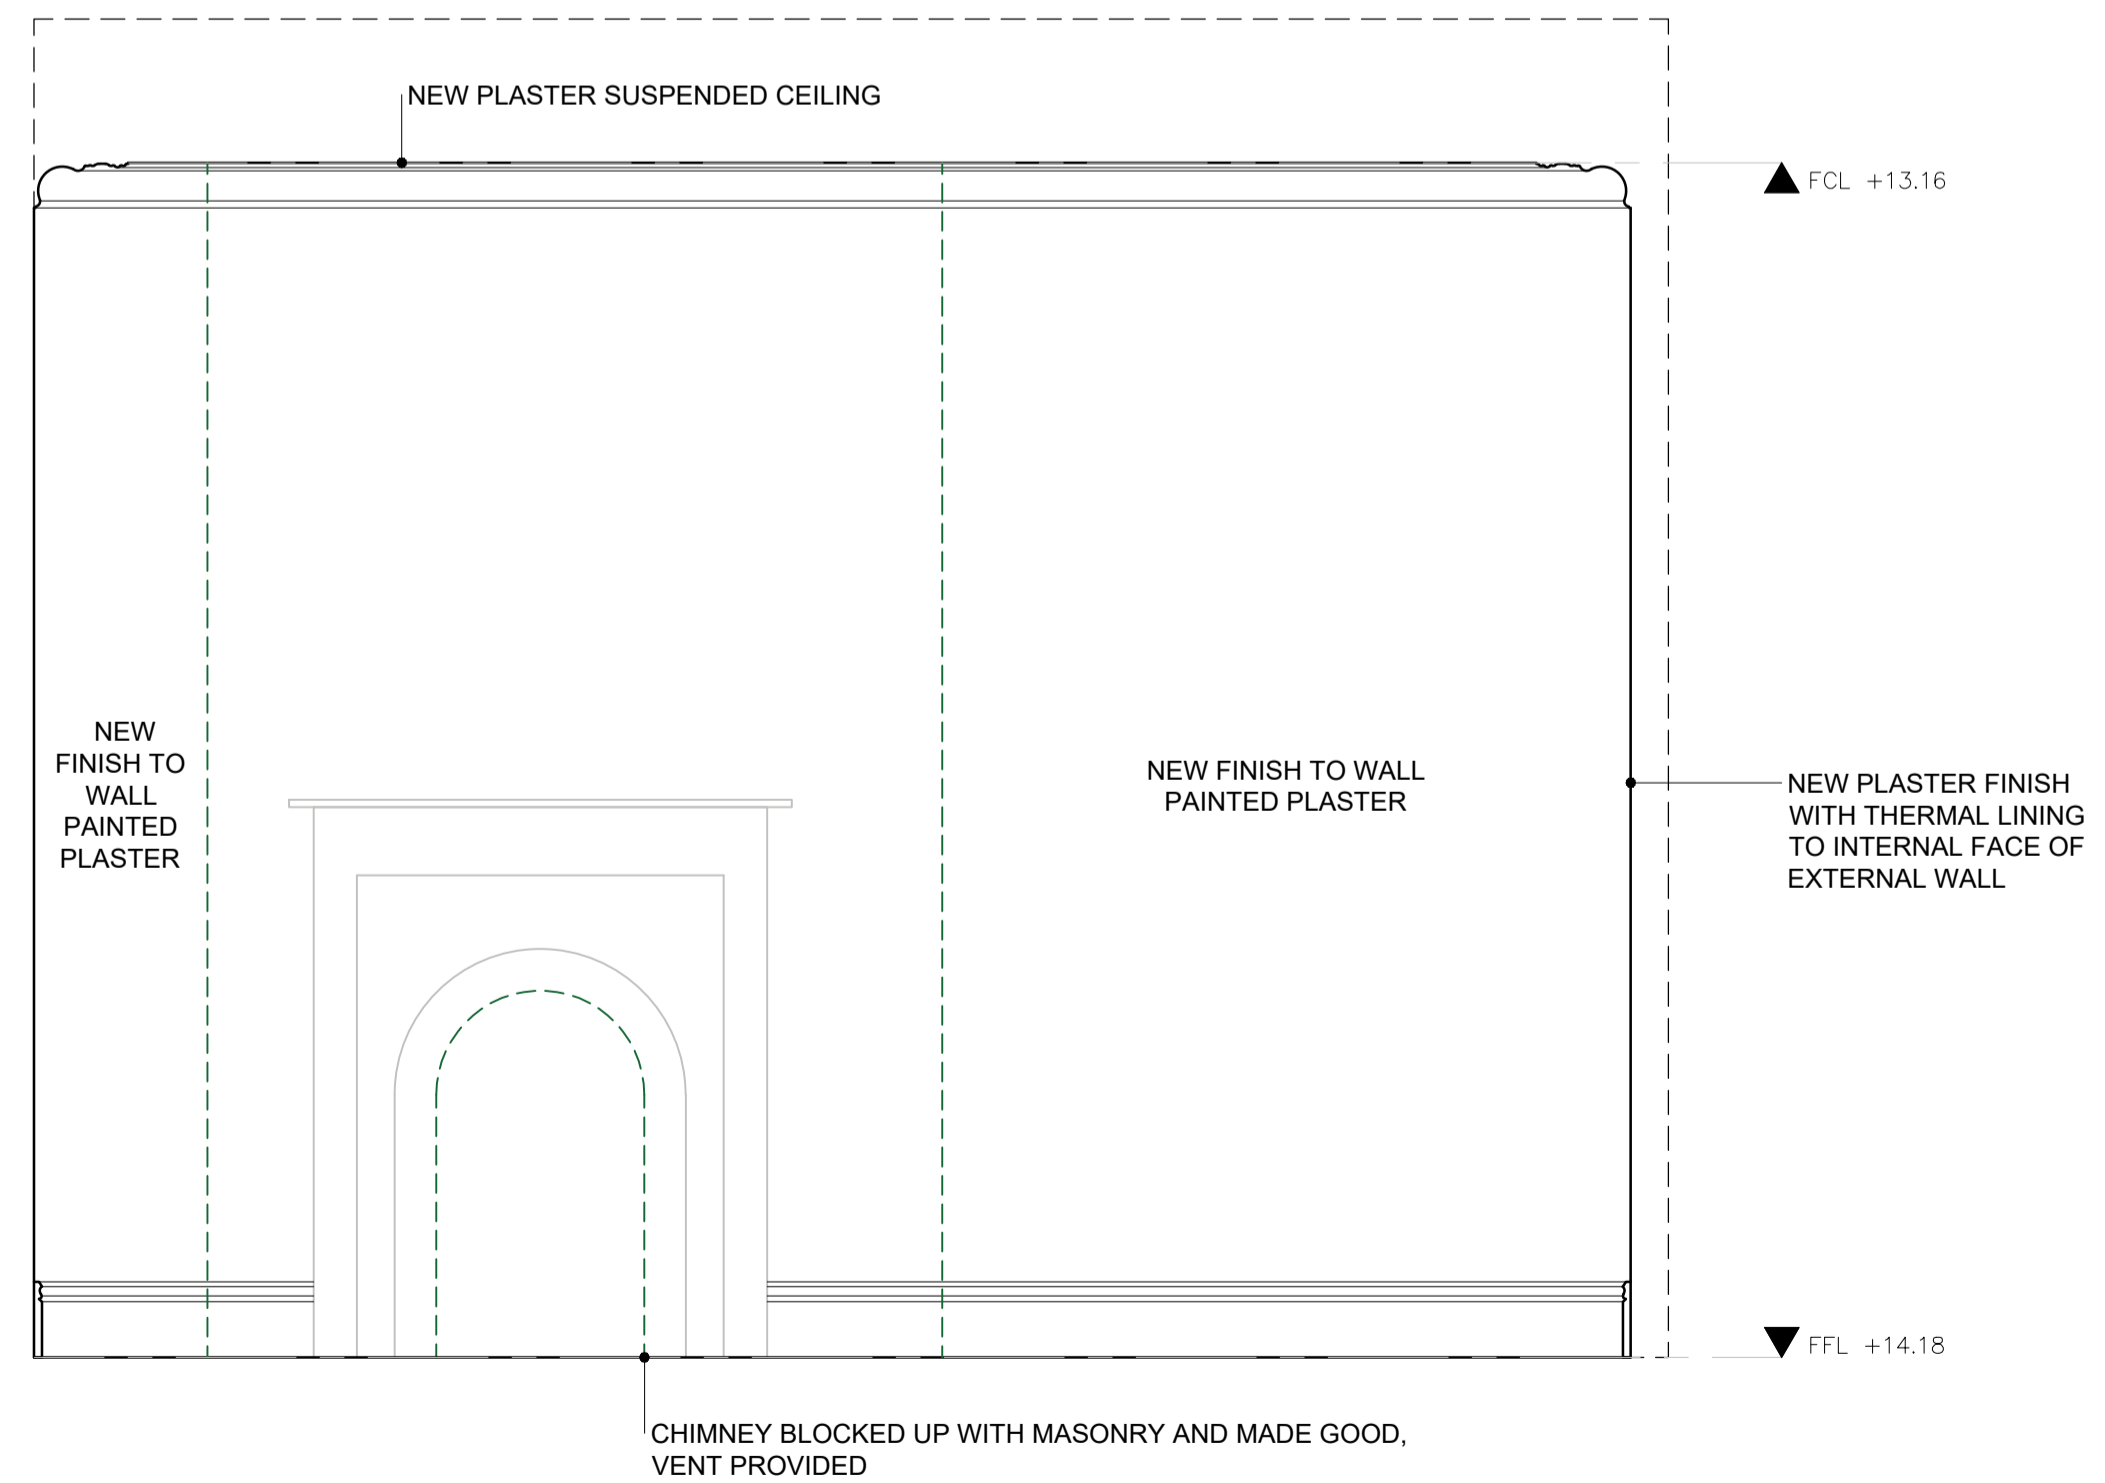 NEW PLASTER SUSPENDED CEILING
FCL +13.16
NEW
FINISH TO
WALL
PAINTED
PLASTER
NEW FINISH TO WALL
PAINTED PLASTER
NEW PLASTER FINISH
WITH THERMAL LINING
TO INTERNAL FACE OF
EXTERNAL WALL
FFL +14.18
CHIMNEY BLOCKED UP WITH MASONRY AND MADE GOOD,
VENT PROVIDED